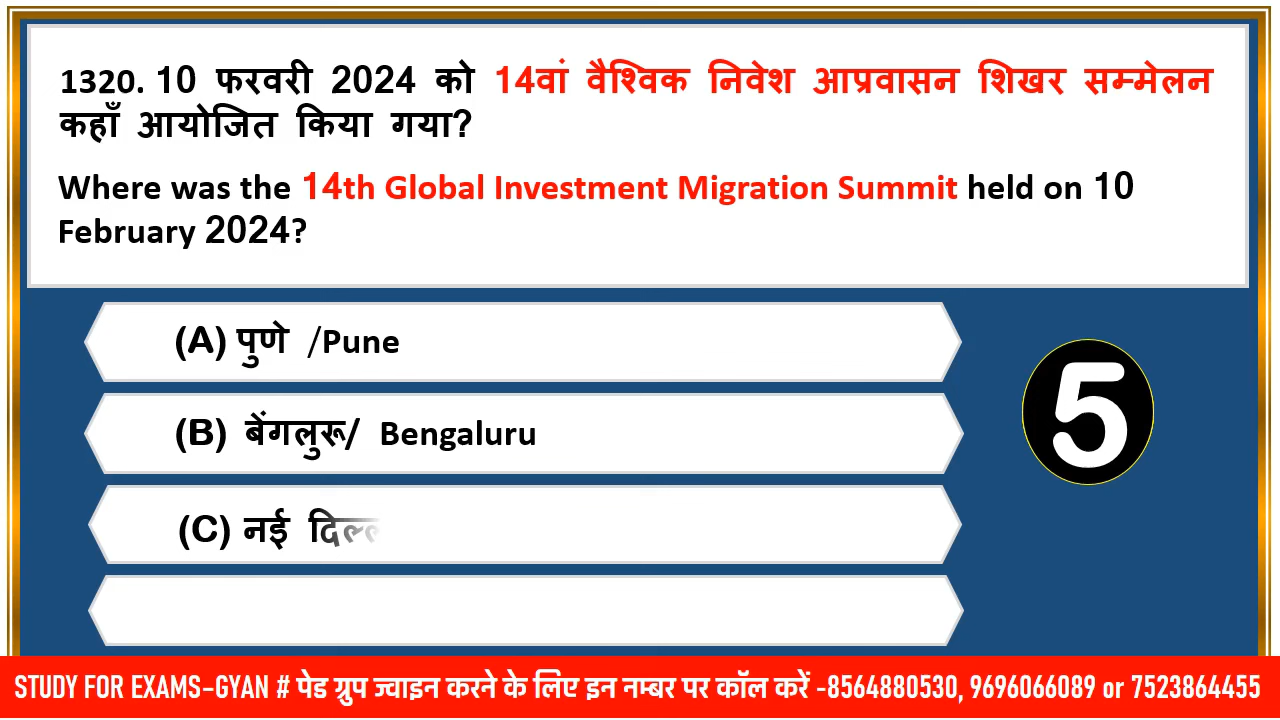 1320. 10 फरवरी 2024 को 14वां वैश्विक निवेश आप्रवासन शिखर सम्मेलन
कहाँ आयोजित किया गया?
Where was the 14th Global Investment Migration Summit held on 10
February 2024?
(A) पुणे /Pune
(B) बेंगलुरू/ Bengaluru
5
(C) नई
STUDY FOR EXAMS-GYAN # पेड ग्रुप ज्वाइन करने के लिए इन नम्बर पर कॉल करें -8564880530, 9696066089 or 7523864455